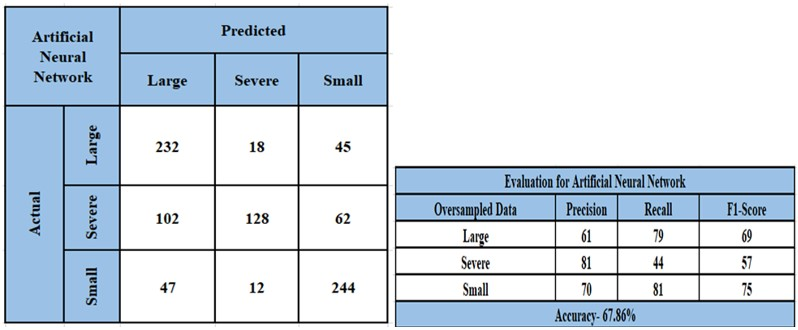 Artificial Neural Network
Predicted
Large Severe Small
Actual
Large 232 18 45
Severe 102 128 62
Small 47 12 244
Evaluation for Artificial Neural Network
Oversampled Data Precision Recall F1-Score
Large 61 79 69
Severe 81 44 57
Small 70 81 75
Accuracy- 67.86%